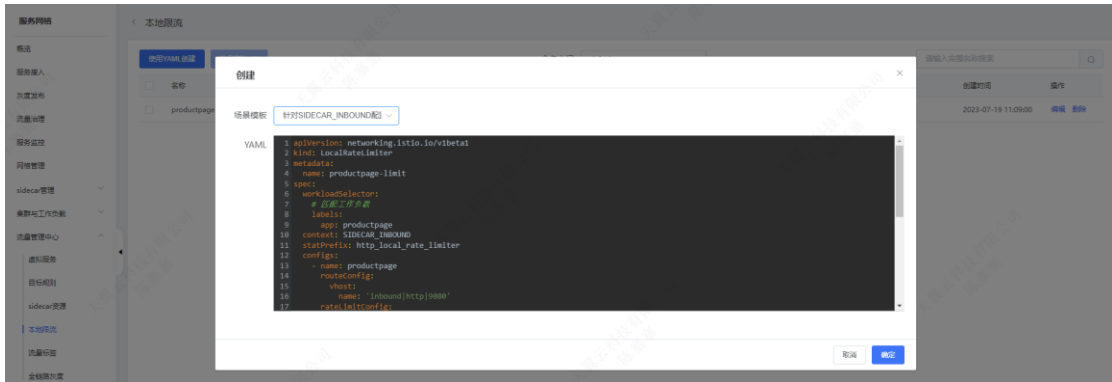 服务网格
本地限流
概览
服务接入
灰度发布
流量治理
服务监控
网格管理
sidecar管理
集群与工作负载
流量管理中心
虚拟服务
目标规则
sidecar资源
本地限流
流量标签
全链路灰度
使用YAML创建
请输入完整名称搜索
名称
创建时间
操作
productpage
2023-07-19 11:09:00
编辑 删除
创建
场景模板
针对SIDECAR_INBOUND配
YAML
1 apiVersion: networking.istio.io/v1beta1
2 kind: LocalRateLimiter
3 metadata:
4 name: productpage-limit
5 spec:
6 workloadSelector:
7 # 匹配工作负载
8 labels:
9 app: productpage
10 context: SIDECAR_INBOUND
11 statPrefix: http_local_rate_limiter
12 configs:
13 - name: productpage
14 routeConfig:
15 vhost:
16 name: 'inbound|http|9080'
17 rateLimitConfig:
取消
确定